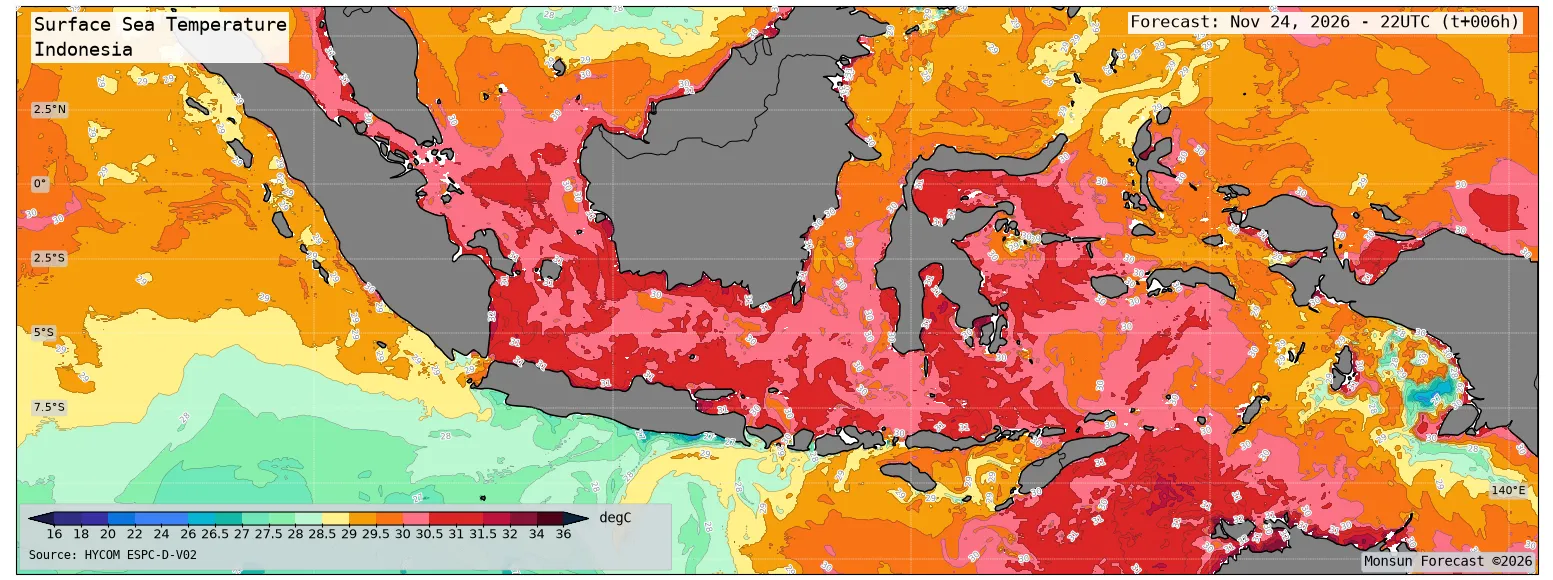 Surface Sea Temperature
Indonesia
Forecast: Nov 24, 2026 - 22UTC (t+006h)
2.5°N
0°
2.5°S
5°S
7.5°S
140°E
degC
16 18 20 22 24 26 26.5 27 27.5 28 28.5 29 29.5 30 30.5 31 31.5 32 34 36
Source: HYCOM ESPC-D-V02
Monsun Forecast ©2026